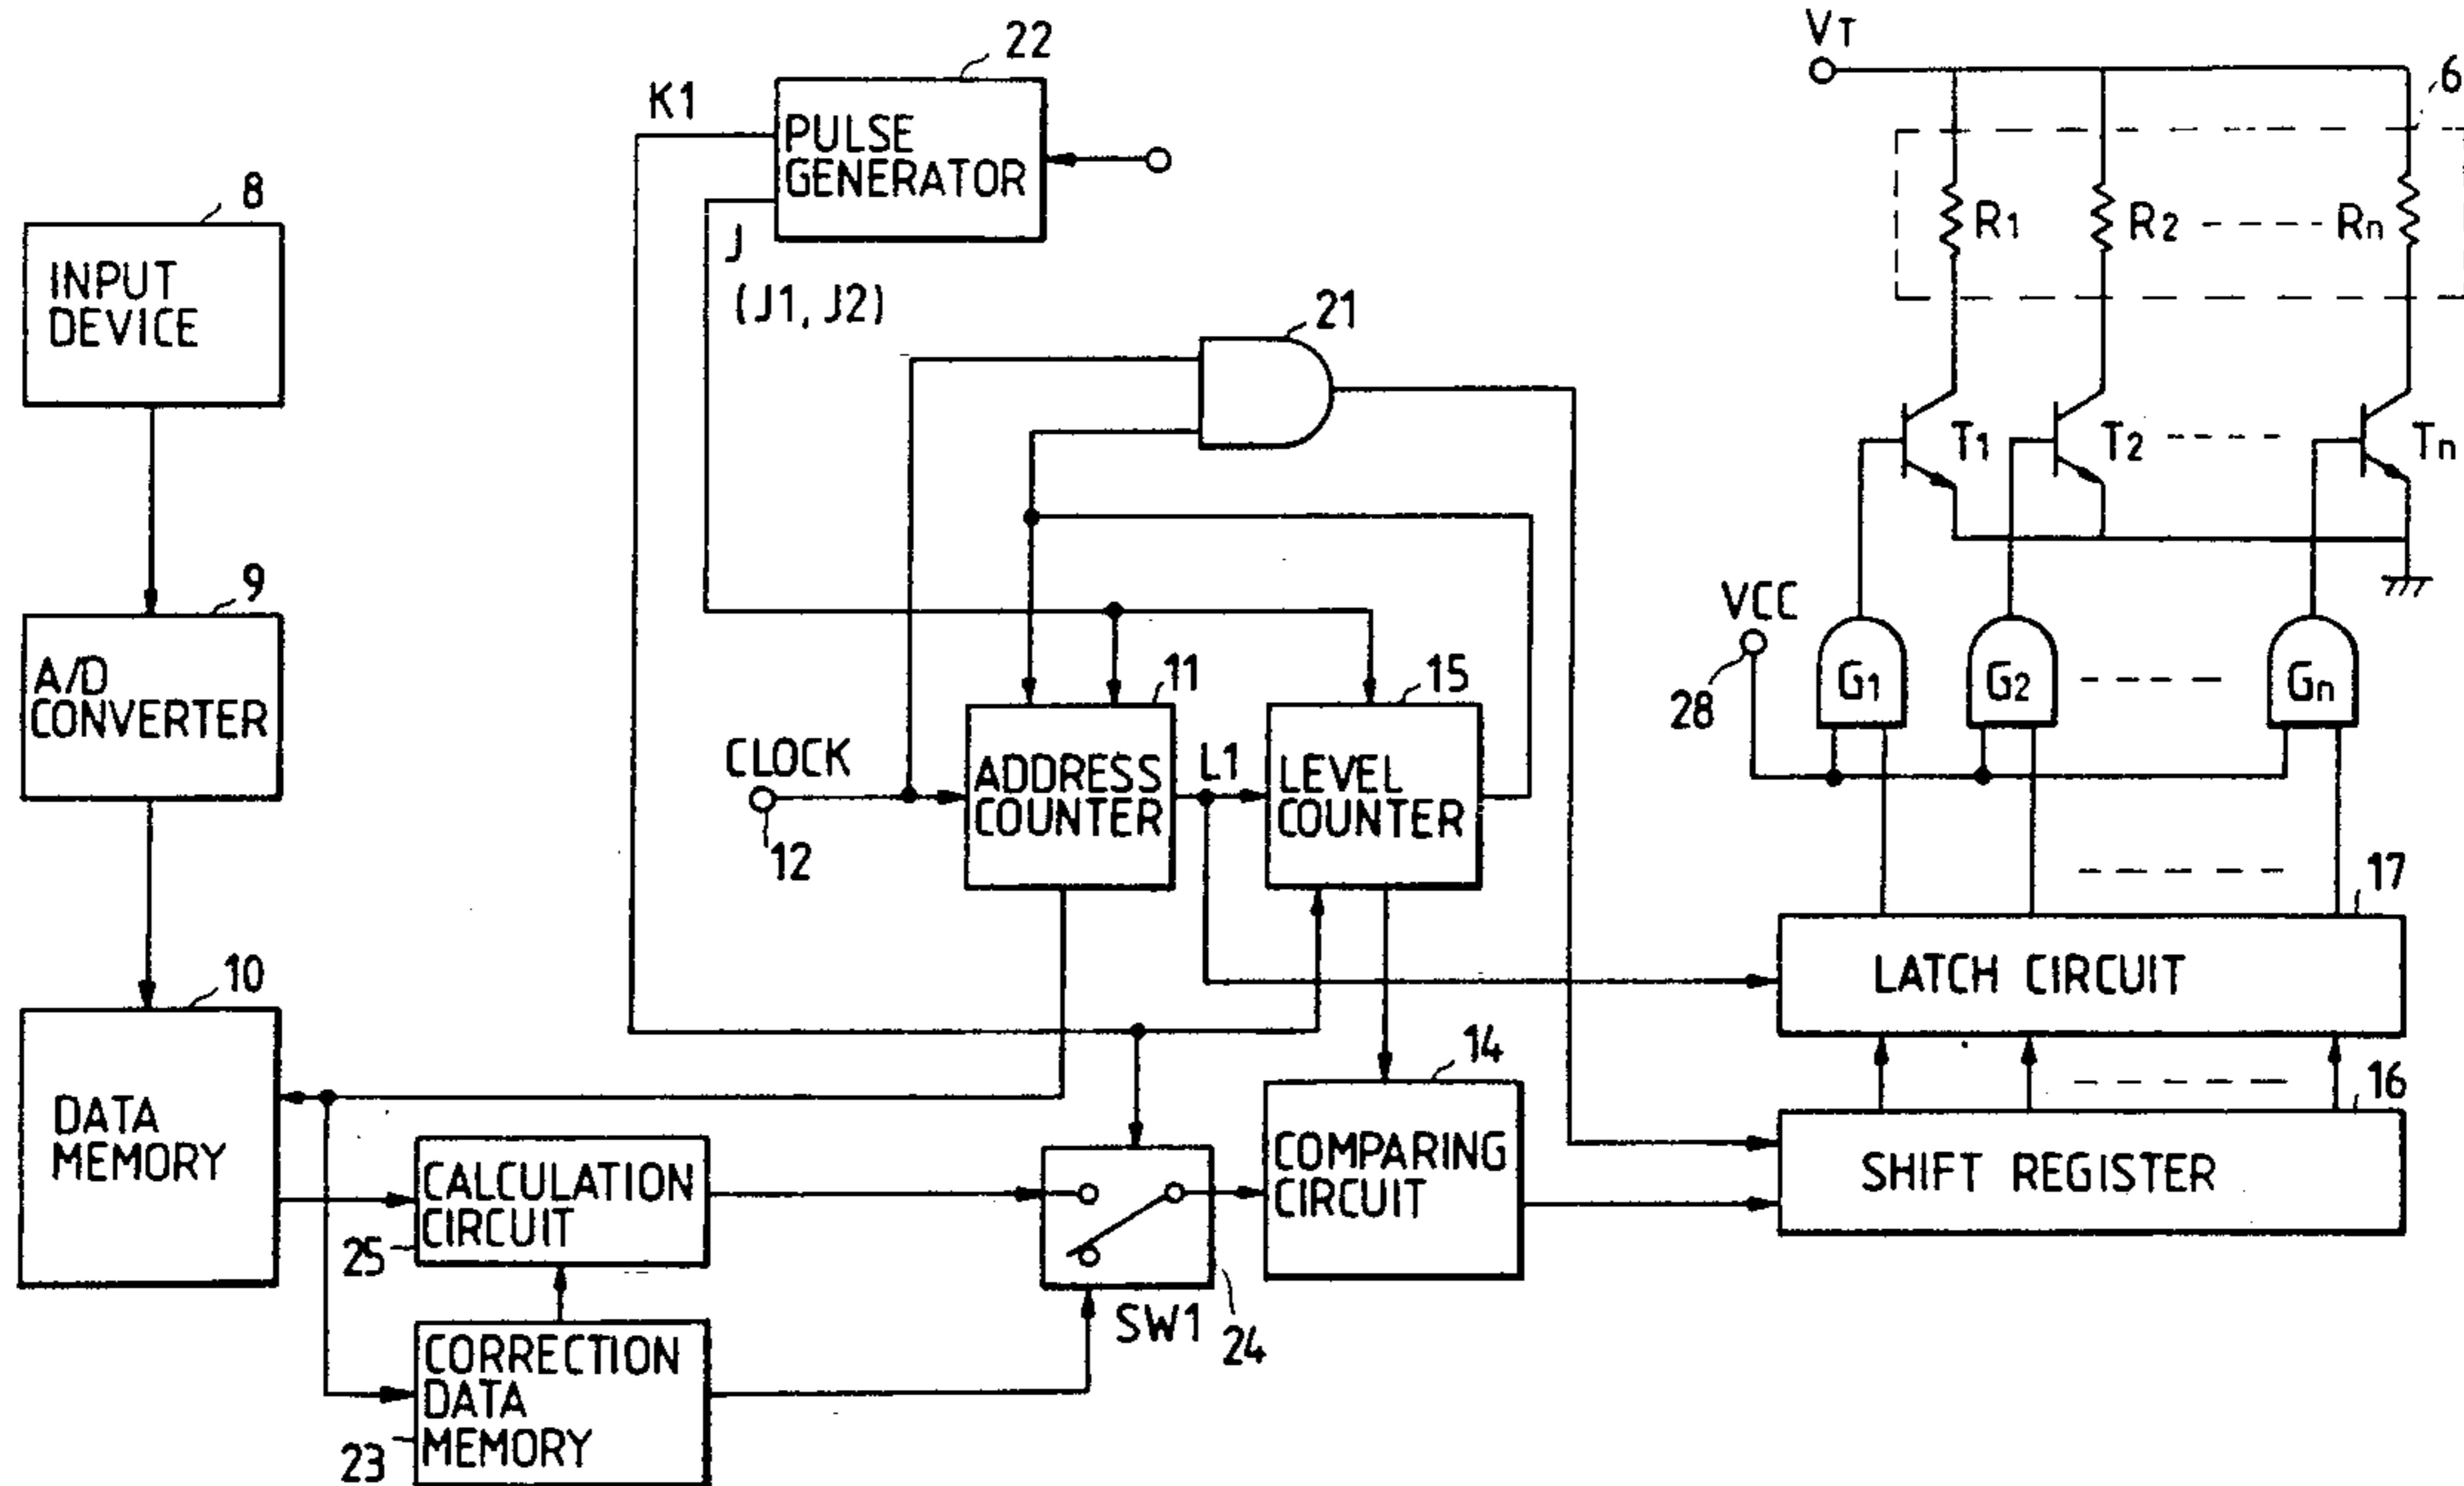 22
VT
6
K1
PULSE
GENERATOR
8
J
(J1, J2)
R1
R2
Rn
INPUT
DEVICE
21
T1
T2
Tn
9
A/D
CONVERTER
VCC
28
G1
G2
Gn
11
15
CLOCK
12
ADDRESS
COUNTER
L1
LEVEL
COUNTER
17
LATCH CIRCUIT
10
DATA
MEMORY
14
COMPARING
CIRCUIT
16
SHIFT REGISTER
CALCULATION
CIRCUIT
25
SW1
24
CORRECTION
DATA
MEMORY
23